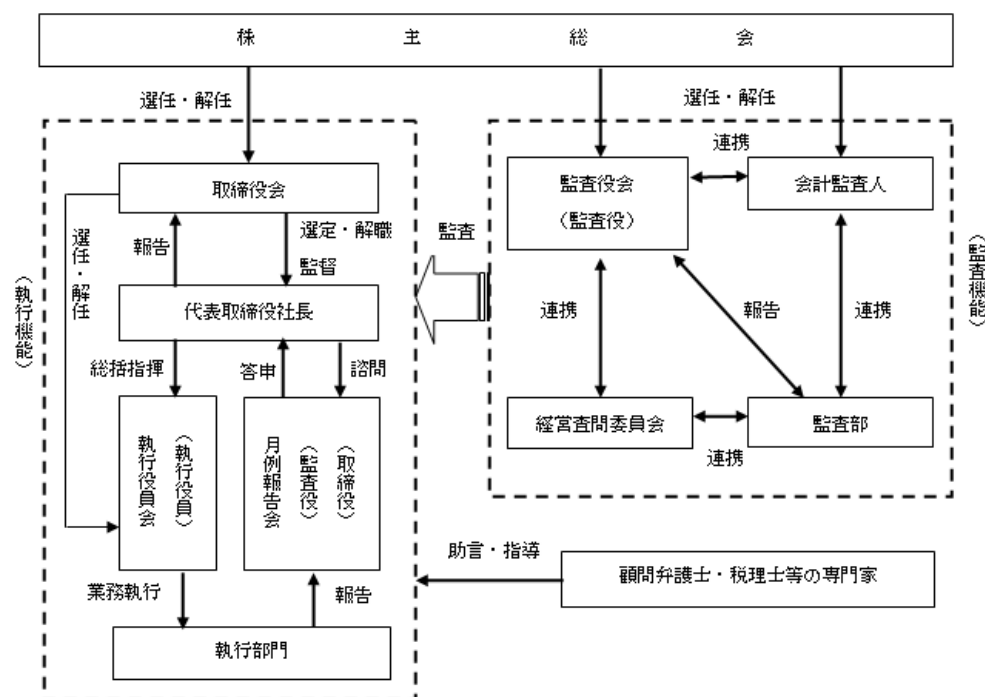 株主総会
選任・解任
選任・解任
取締役会
選任・解任
報告
選定・解職
監督
代表取締役社長
総括指揮
答申
諮問
執行役員会
(執行役員)
月例報告会
(監査役)
(取締役)
業務執行
報告
執行部門
(執行機能)
監査
監査役会
(監査役)
連携
会計監査人
連携
報告
連携
経営査問委員会
連携
監査部
(監査機能)
助言・指導
顧問弁護士・税理士等の専門家